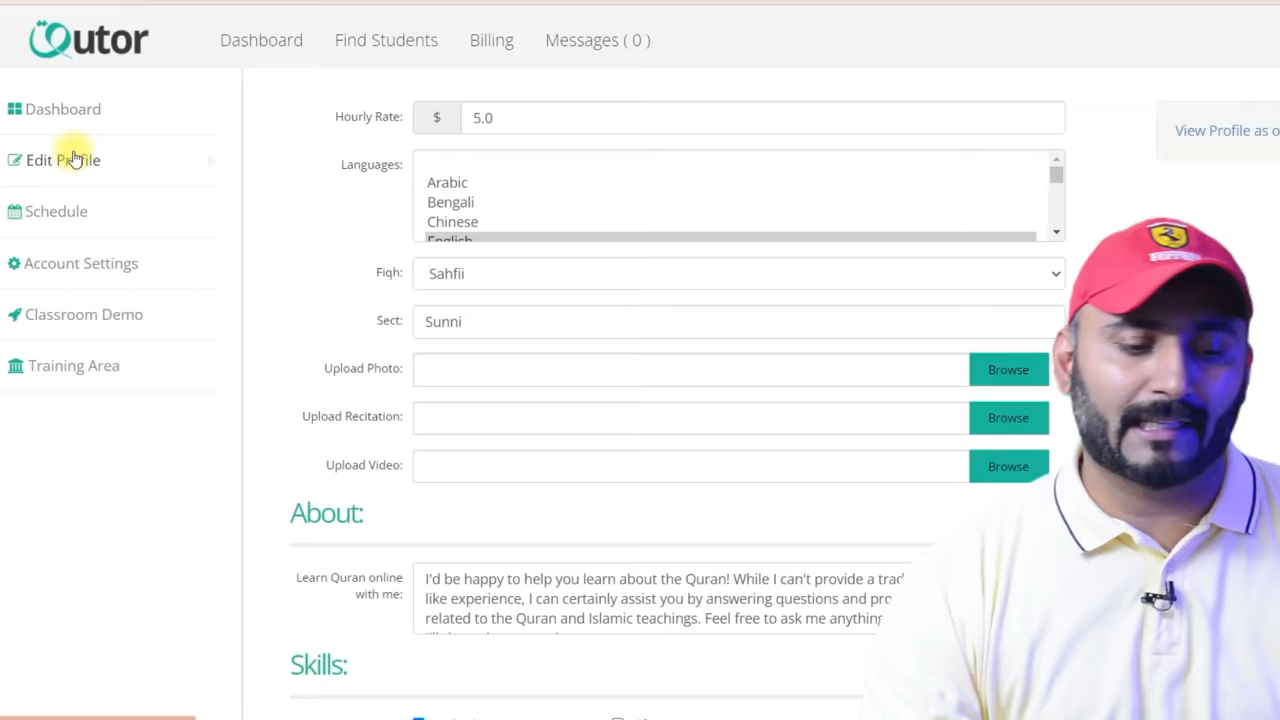 Qutor
Dashboard
Find Students
Billing
Messages ( 0 )
Dashboard
Edit Profile
Schedule
Account Settings
Classroom Demo
Training Area
Hourly Rate:
$
5.0
View Profile as
Languages:
Arabic
Bengali
Chinese
English
Fiqh:
Sahfii
Sect:
Sunni
Upload Photo:
Browse
Upload Recitation:
Browse
Upload Video:
Browse
About:
Learn Quran online
with me:
I'd be happy to help you learn about the Quran! While I can't provide a
like experience, I can certainly assist you by answering questions and
related to the Quran and Islamic teachings. Feel free to ask me anything
Skills: